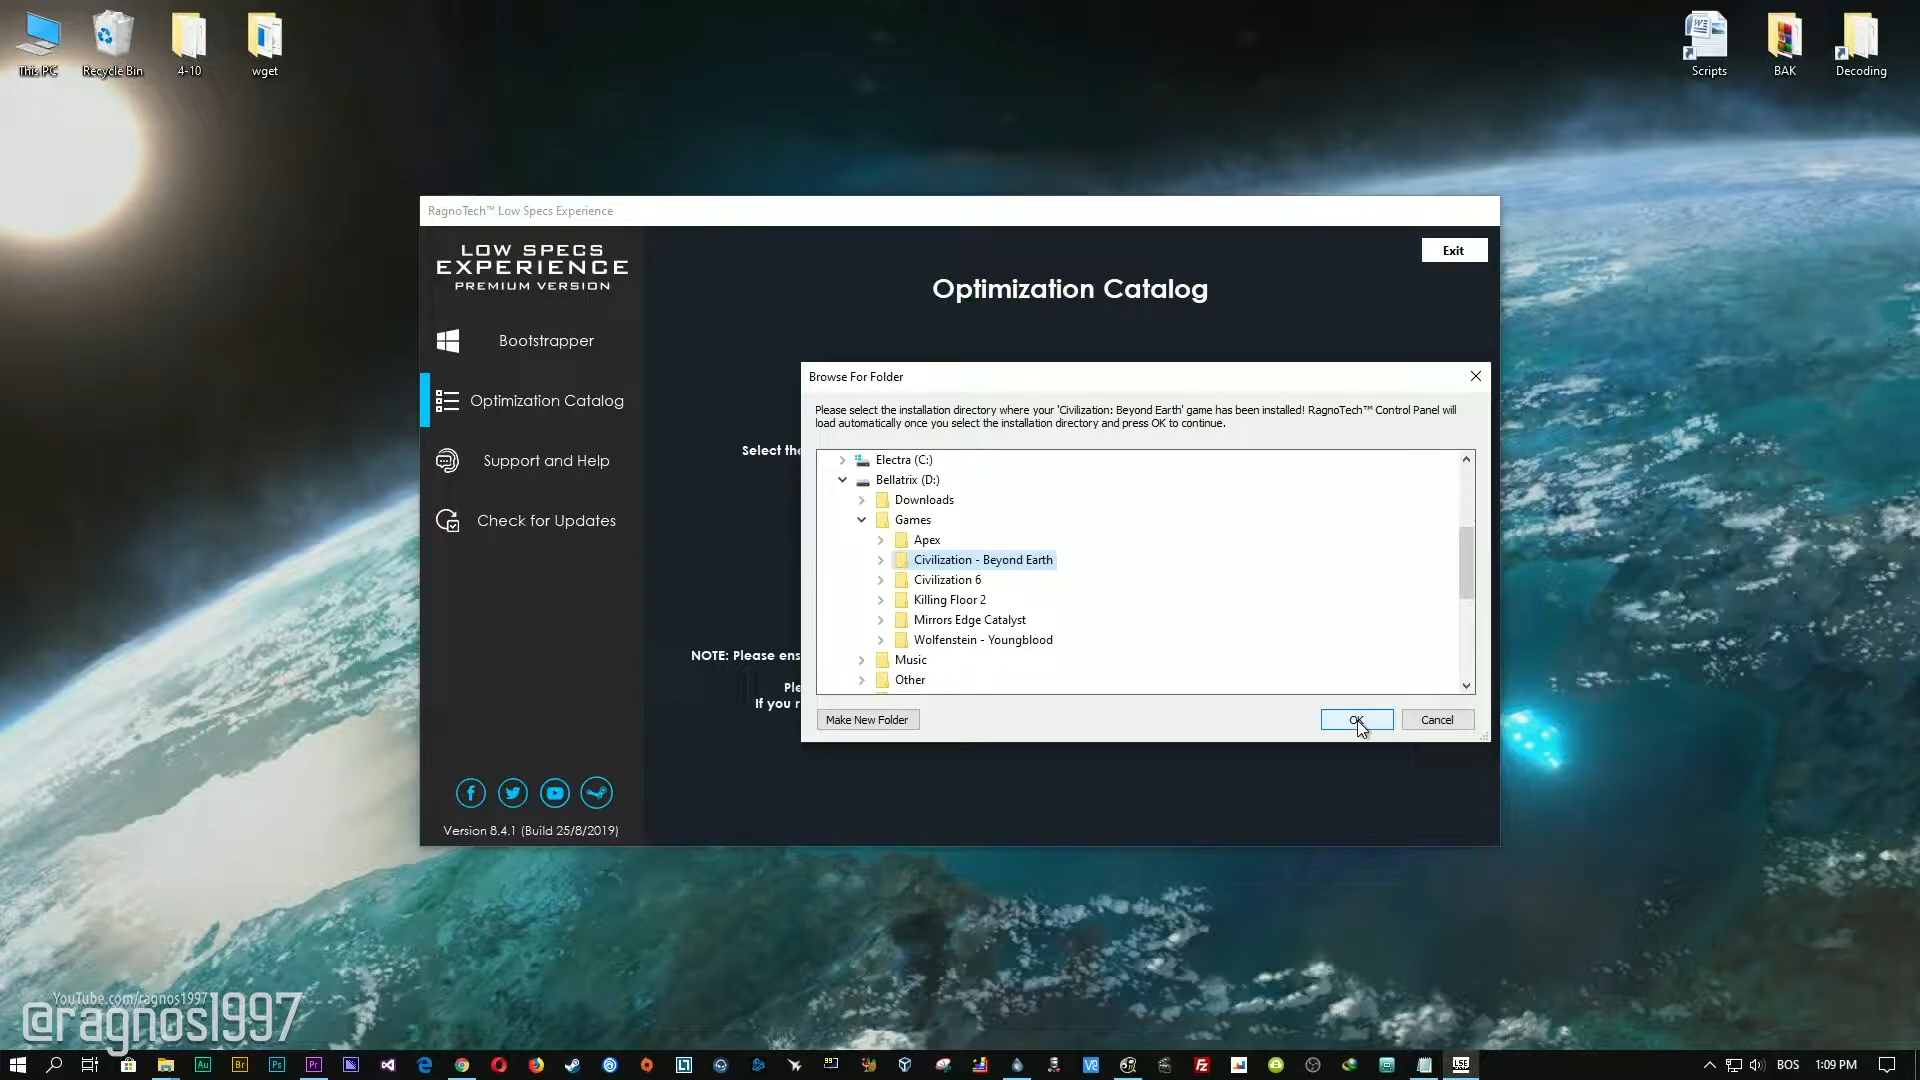 This PC
Recycle Bin
4-10
wget
Scripts
BAK
Decoding
RagnoTech™ Low Specs Experience
LOW SPECS
EXPERIENCE
PREMIUM VERSION
Bootstrapper
Optimization Catalog
Support and Help
Check for Updates
Version 8.4.1 (Build 25/8/2019)
Exit
Optimization Catalog
Select the
NOTE: Please ens
Ple
If you r
Browse For Folder
Please select the installation directory where your 'Civilization: Beyond Earth' game has been installed! RagnoTech™ Control Panel will
load automatically once you select the installation directory and press OK to continue.
Electra (C:)
Bellatrix (D:)
Downloads
Games
Apex
Civilization - Beyond Earth
Civilization 6
Killing Floor 2
Mirrors Edge Catalyst
Wolfenstein - Youngblood
Music
Other
Make New Folder
OK
Cancel
YouTube.com/ragnos1997
@ragnos1997
Au
Br
Ps
Pr
Fz
LSE
BOS
1:09 PM